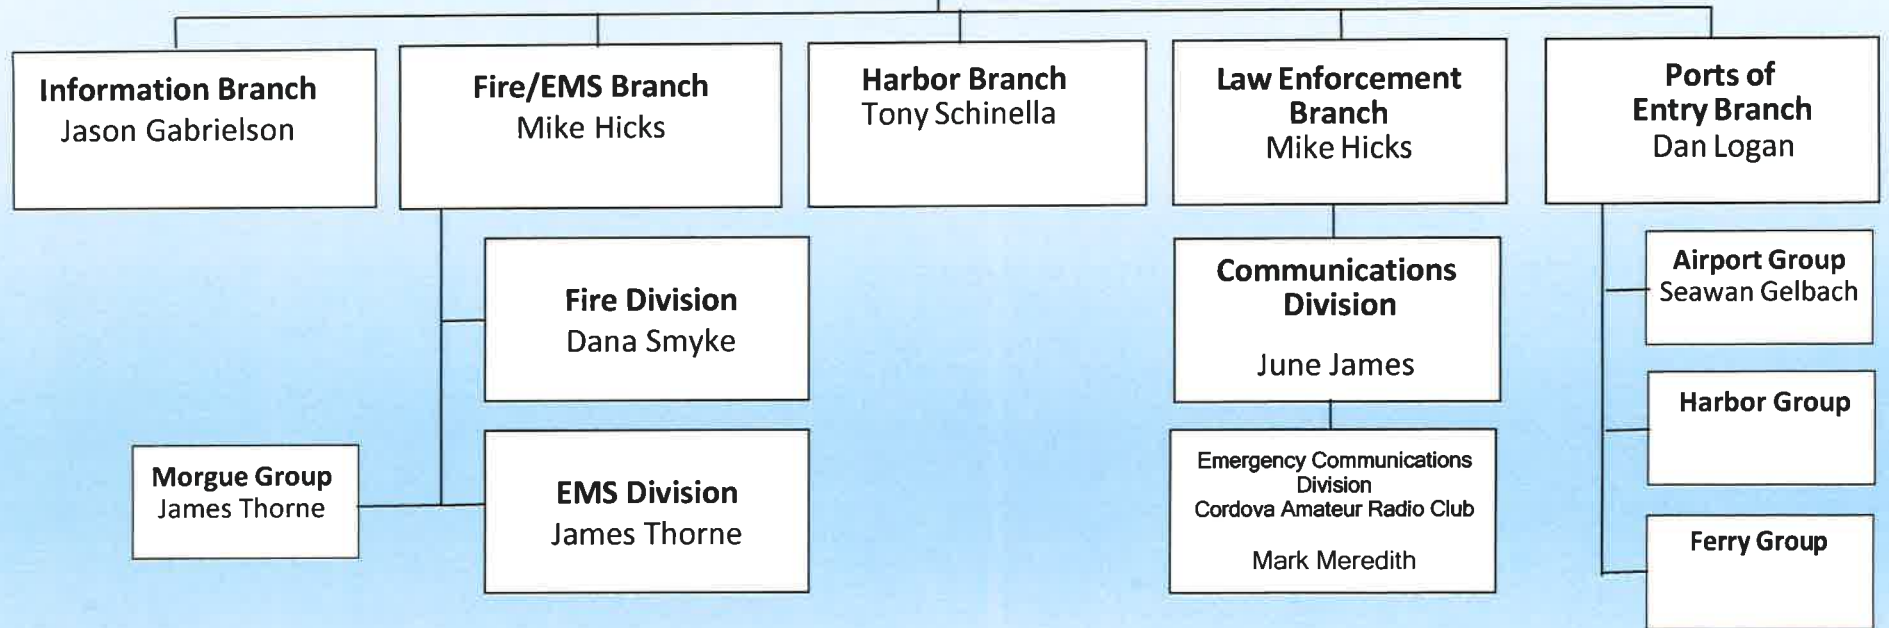 Information Branch
Jason Gabrielson
Fire/EMS Branch
Mike Hicks
Harbor Branch
Tony Schinella
Law Enforcement
Branch
Mike Hicks
Ports of
Entry Branch
Dan Logan
Fire Division
Dana Smyke
Morgue Group
James Thorne
EMS Division
James Thorne
Communications
Division
June James
Emergency Communications
Division
Cordova Amateur Radio Club
Mark Meredith
Airport Group
Seawan Gelbach
Harbor Group
Ferry Group